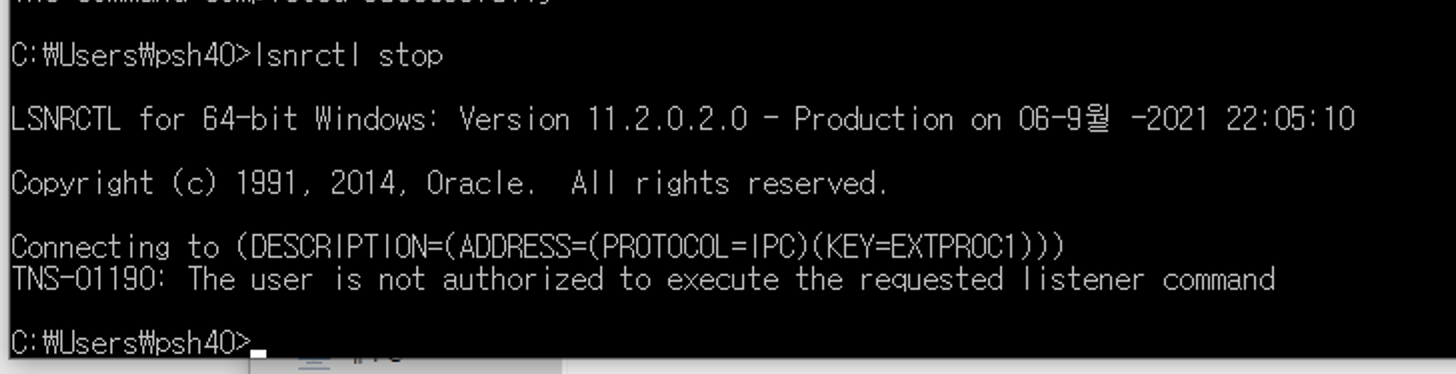 C:₩Users₩psh40>lsnrctl stop
LSNRCTL for 64-bit Windows: Version 11.2.0.2.0 - Production on 06-9월 -2021 22:05:10
Copyright (c) 1991, 2014, Oracle.  All rights reserved.
Connecting to (DESCRIPTION=(ADDRESS=(PROTOCOL=IPC)(KEY=EXTPROC1)))
TNS-01190: The user is not authorized to execute the requested listener command
C:₩Users₩psh40>